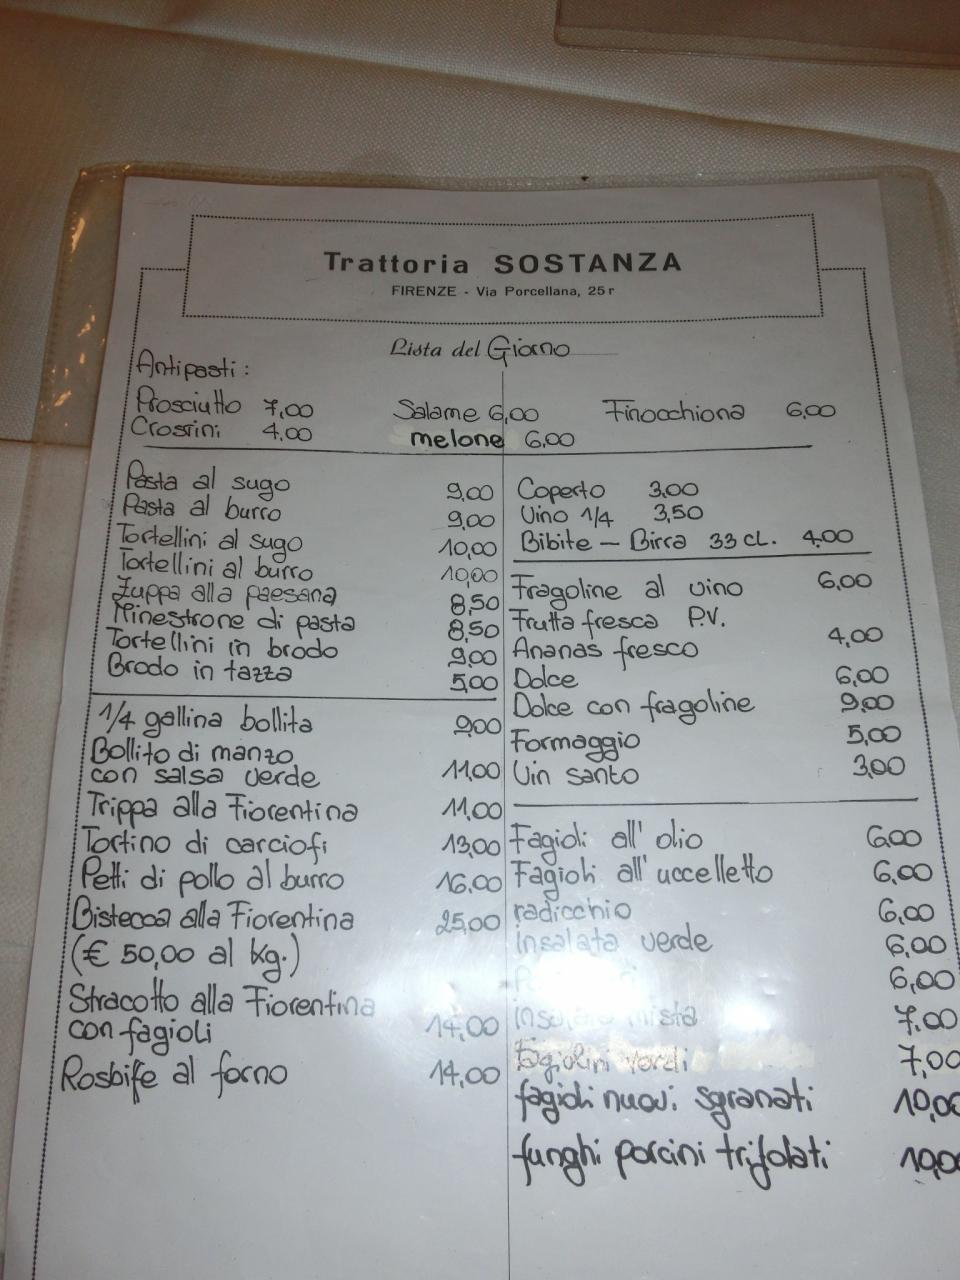 Trattoria SOSTANZA
FIRENZE - Via Porcellana, 25 r
Lista del Giorno
Antipasti :
Prosciutto 7,00 Salame 6,00 Finocchiona 6,00
Crostini 4,00 melone 6,00
Pasta al sugo 9,00
Pasta al burro 9,00
Tortellini al sugo 10,00
Tortellini al burro 10,00
Zuppa alla paesana 8,50
Minestrone di pasta 8,50
Tortellini in brodo 9,00
Brodo in tazza 5,00
1/4 gallina bollita 9,00
Bollito di manzo
con salsa verde 11,00
Trippa alla Fiorentina 11,00
Tortino di carciofi 13,00
Petti di pollo al burro 16,00
Bistecca alla Fiorentina 25,00
(€ 50,00 al kg.)
Stracotto alla Fiorentina
con fagioli 14,00
Rosbiffe al forno 14,00
Coperto 3,00
Vino 1/4 3,50
Bibite - Birra 33 cl. 4,00
Fragoline al vino 6,00
Frutta fresca P.V.
Ananas fresco 4,00
Dolce 6,00
Dolce con fragoline 9,00
Formaggio 5,00
Vin santo 3,00
Fagioli all' olio 6,00
Fagioli all' uccelletto 6,00
radicchio 6,00
insalata verde 6,00
6,00
insalata mista 7,00
fagiolini verdi 7,00
fagioli nuovi sgranati 10,00
funghi porcini trifolati 10,00